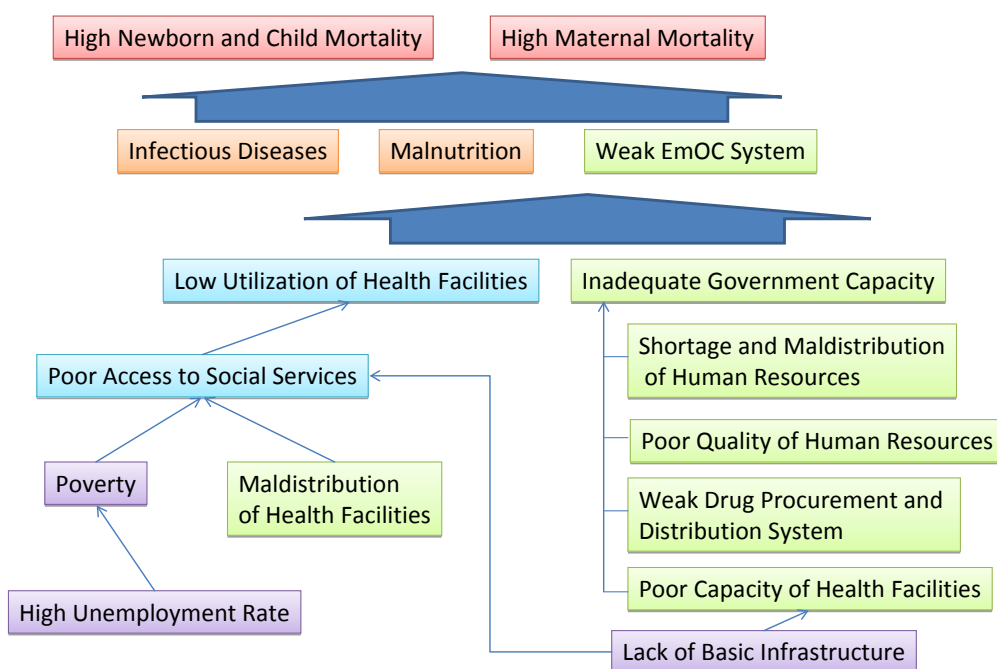 High Newborn and Child Mortality
High Maternal Mortality
Infectious Diseases
Malnutrition
Weak EmOC System
Low Utilization of Health Facilities
Inadequate Government Capacity
Shortage and Maldistribution
of Human Resources
Poor Access to Social Services
Poor Quality of Human Resources
Poverty
Maldistribution
of Health Facilities
Weak Drug Procurement and
Distribution System
Poor Capacity of Health Facilities
High Unemployment Rate
Lack of Basic Infrastructure